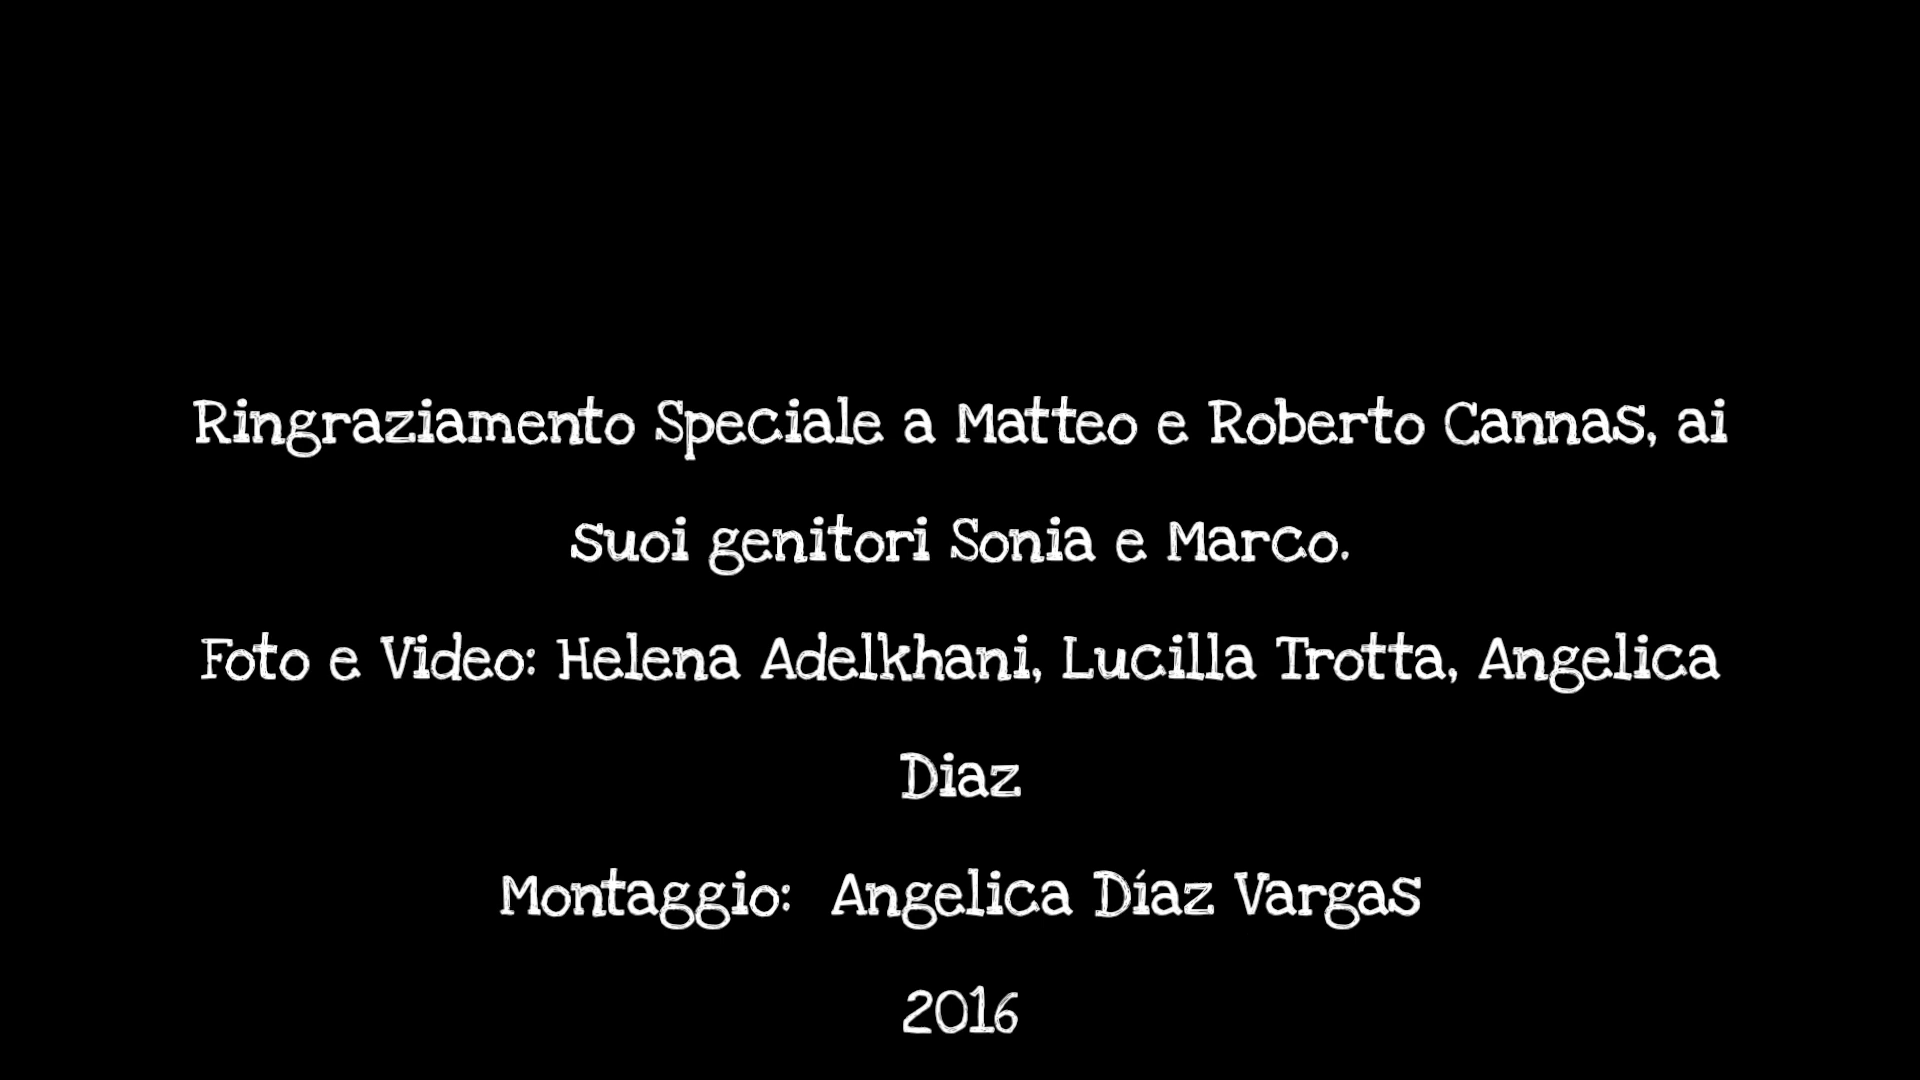 Ringraziamento Speciale a Matteo e Roberto Cannas, ai
suoi genitori Sonia e Marco.
Foto e Video: Helena Adelkhani, Lucilla Trotta, Angelica
Diaz
Montaggio:  Angelica Díaz Vargas
2016